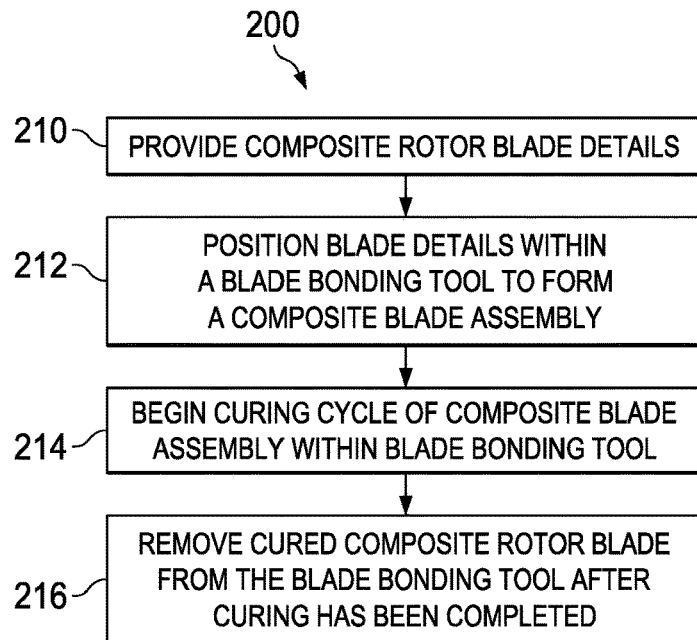 200
210
PROVIDE COMPOSITE ROTOR BLADE DETAILS
212
POSITION BLADE DETAILS WITHIN
A BLADE BONDING TOOL TO FORM
A COMPOSITE BLADE ASSEMBLY
214
BEGIN CURING CYCLE OF COMPOSITE BLADE
ASSEMBLY WITHIN BLADE BONDING TOOL
216
REMOVE CURED COMPOSITE ROTOR BLADE
FROM THE BLADE BONDING TOOL AFTER
CURING HAS BEEN COMPLETED